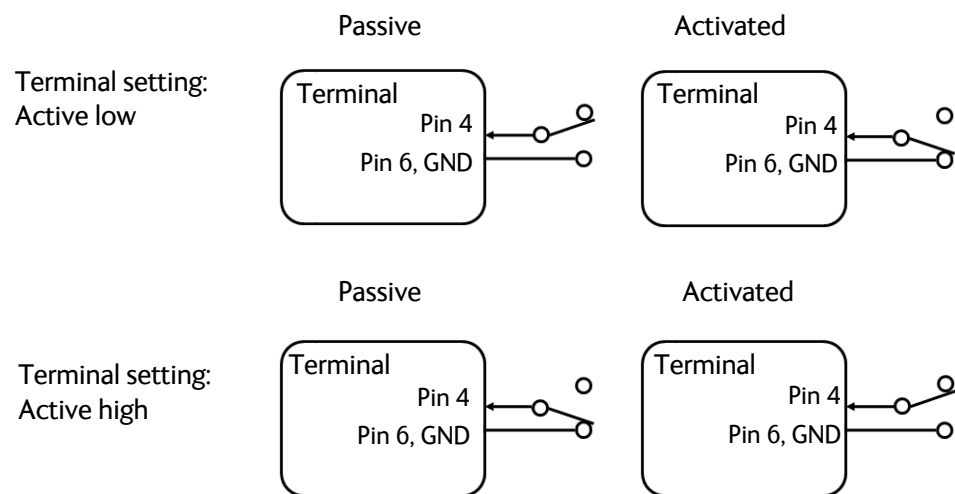 Passive
Activated
Terminal setting:
Active low
Terminal
Pin 4
Pin 6, GND
Terminal
Pin 4
Pin 6, GND
Passive
Activated
Terminal setting:
Active high
Terminal
Pin 4
Pin 6, GND
Terminal
Pin 4
Pin 6, GND